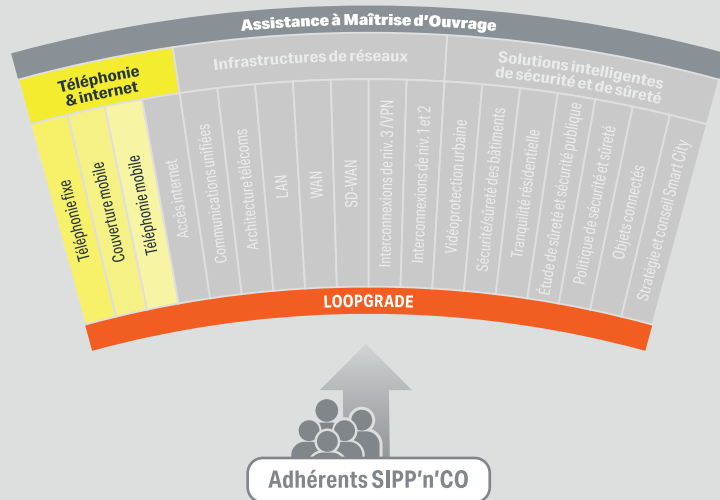 Assistance à Maîtrise d'Ouvrage
Téléphonie
& internet
Infrastructures de réseaux
Solutions intelligentes
de sécurité et de sûreté
Téléphonie fixe
Couverture mobile
Téléphonie mobile
Accès internet
Communications unifiées
Architecture télécoms
LAN
WAN
SD-WAN
Interconnexions de niv. 3 /VPN
Interconnexions de niv. 1 et 2
Vidéoprotection urbaine
Sécurité/sûreté des bâtiments
Tranquilité résidentielle
Étude de sûreté et sécurité publique
Politique de sécurité et sûreté
Objets connectés
Stratégie et conseil Smart City
LOOPGRADE
Adhérents SIPP'n'CO